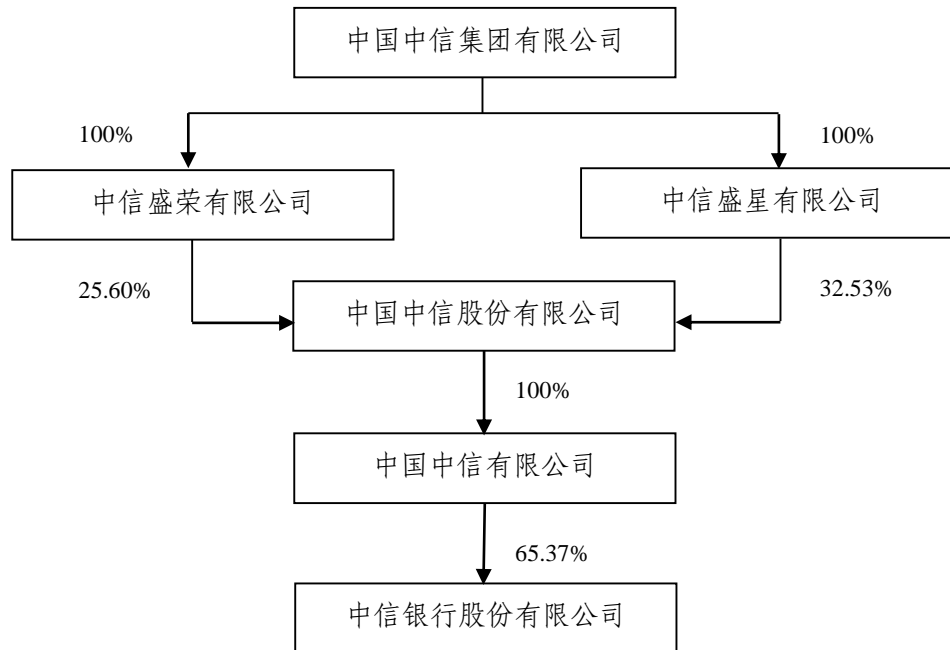 中国中信集团有限公司
100%
100%
中信盛荣有限公司
中信盛星有限公司
25.60%
32.53%
中国中信股份有限公司
100%
中国中信有限公司
65.37%
中信银行股份有限公司